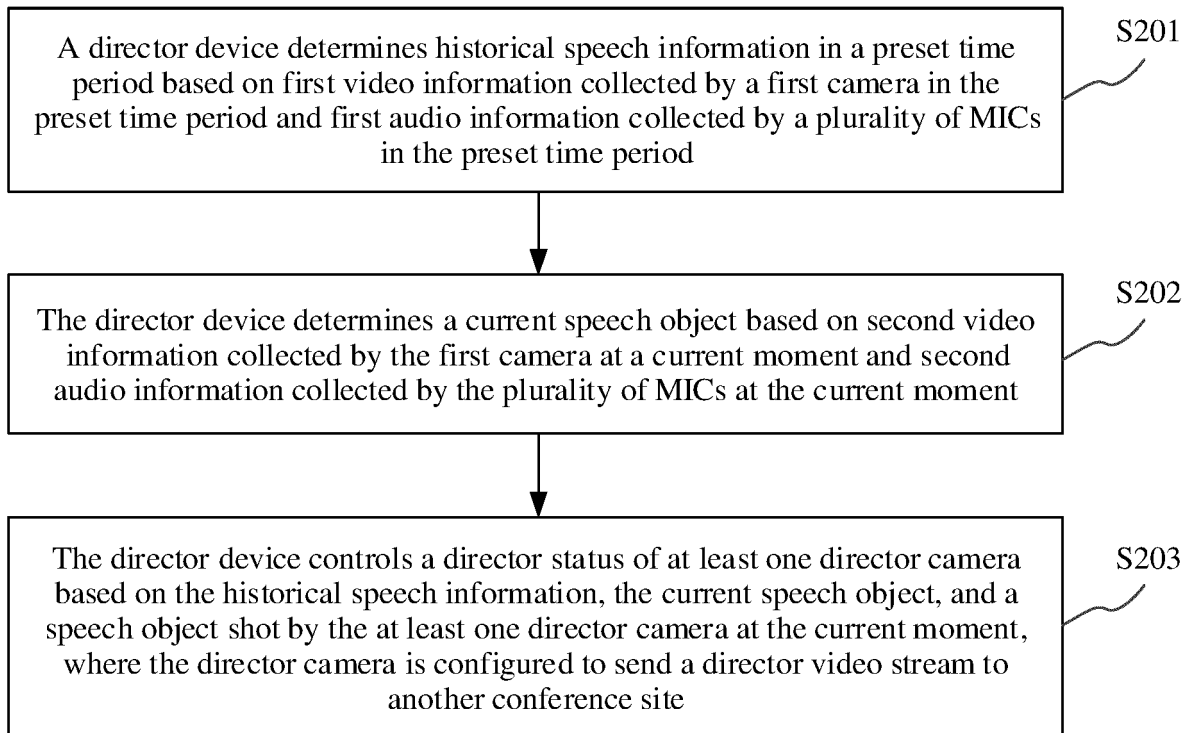 A director device determines historical speech information in a preset time
period based on first video information collected by a first camera in the
preset time period and first audio information collected by a plurality of MICs
in the preset time period
S201
The director device determines a current speech object based on second video
information collected by the first camera at a current moment and second
audio information collected by the plurality of MICs at the current moment
S202
The director device controls a director status of at least one director camera
based on the historical speech information, the current speech object, and a
speech object shot by the at least one director camera at the current moment,
where the director camera is configured to send a director video stream to
another conference site
S203